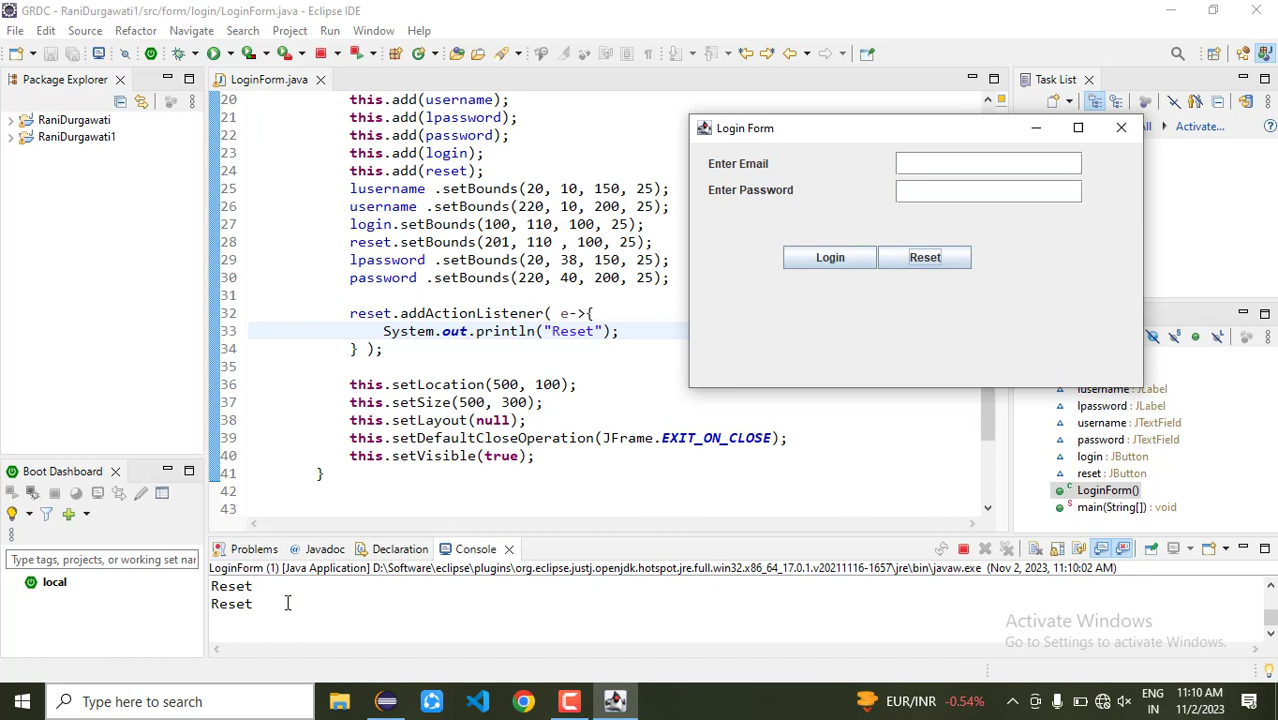 GRDC - RaniDurgawati1/src/form/login/LoginForm.java - Eclipse IDE
File Edit Source Refactor Navigate Search Project Run Window Help
Package Explorer
RaniDurgawati
RaniDurgawati1
LoginForm.java
20 this.add(username);
21 this.add(lpassword);
22 this.add(password);
23 this.add(login);
24 this.add(reset);
25 lusername .setBounds(20, 10, 150, 25);
26 username .setBounds(220, 10, 200, 25);
27 login.setBounds(100, 110, 100, 25);
28 reset.setBounds(201, 110 , 100, 25);
29 lpassword .setBounds(20, 38, 150, 25);
30 password .setBounds(220, 40, 200, 25);
31
32 reset.addActionListener( e->{
33 System.out.println("Reset");
34 } );
35
36 this.setLocation(500, 100);
37 this.setSize(500, 300);
38 this.setLayout(null);
39 this.setDefaultCloseOperation(JFrame.EXIT_ON_CLOSE);
40 this.setVisible(true);
41 }
42
43
Login Form
Enter Email
Enter Password
Login Reset
Task List
All Activate...
lusername : JLabel
lpassword : JLabel
username : JTextField
password : JTextField
login : JButton
reset : JButton
LoginForm()
main(String[]) : void
Boot Dashboard
Type tags, projects, or working set nar
local
Problems Javadoc Declaration Console
LoginForm (1) [Java Application] D:\Software\eclipse\plugins\org.eclipse.justj.openjdk.hotspot.jre.full.win32.x86_64_17.0.1.v20211116-1657\jre\bin\javaw.exe (Nov 2, 2023, 11:10:02 AM)
Reset
Reset
Activate Windows
Go to Settings to activate Windows.
Type here to search
EUR/INR -0.54%
ENG
IN
11:10 AM
11/2/2023